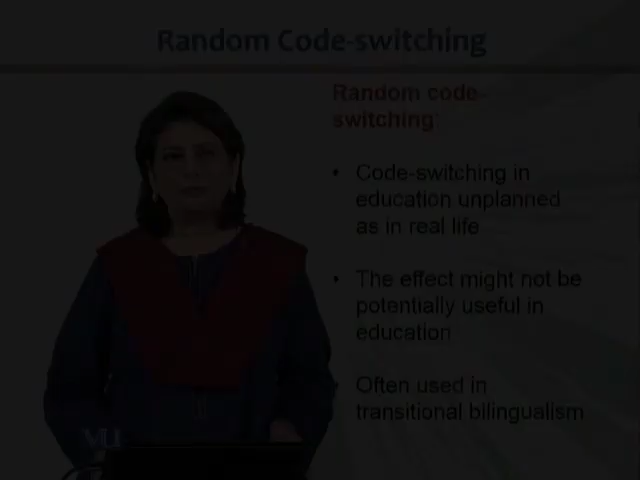 Random Code-switching
Random code-
switching
• Code-switching in
education unplanned
as in real life
• The effect might not be
potentially useful in
education
• Often used in
transitional bilingualism
VU